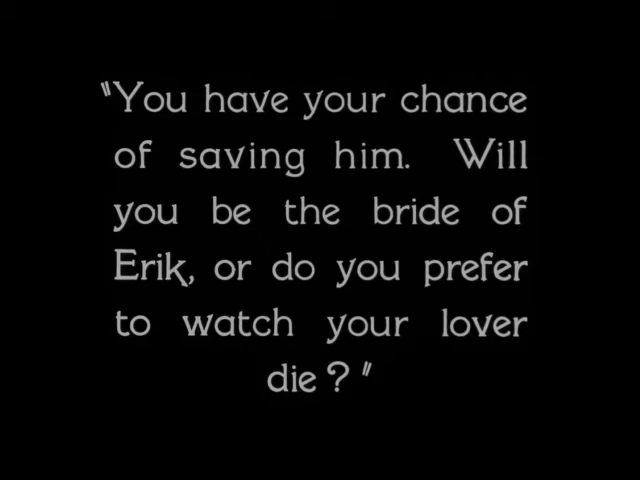 "You have your chance
of saving him. Will
you be the bride of
Erik, or do you prefer
to watch your lover
die?"